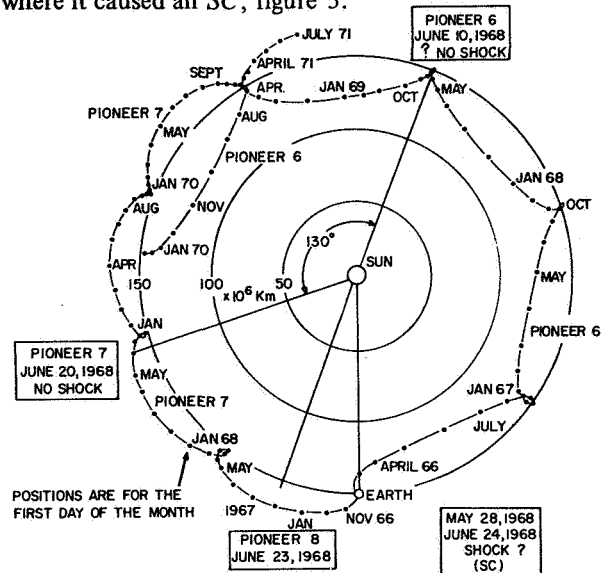 where it caused an SC, figure 5.
PIONEER 6
JUNE 10, 1968
? NO SHOCK
JULY 71
SEPT
APRIL 71
APR.
JAN 69
OCT
MAY
PIONEER 7
MAY
AUG
PIONEER 6
JAN 68
OCT
JAN 70
AUG
NOV
130°
SUN
MAY
JAN 70
APR
150
100
50
x10⁶ Km
JAN
PIONEER 6
PIONEER 7
JUNE 20, 1968
NO SHOCK
MAY
PIONEER 7
JAN 67
JULY
JAN 68
MAY
APRIL 66
POSITIONS ARE FOR THE
FIRST DAY OF THE MONTH
1967
JAN
NOV 66
EARTH
PIONEER 8
JUNE 23, 1968
MAY 28, 1968
JUNE 24, 1968
SHOCK ?
(SC)